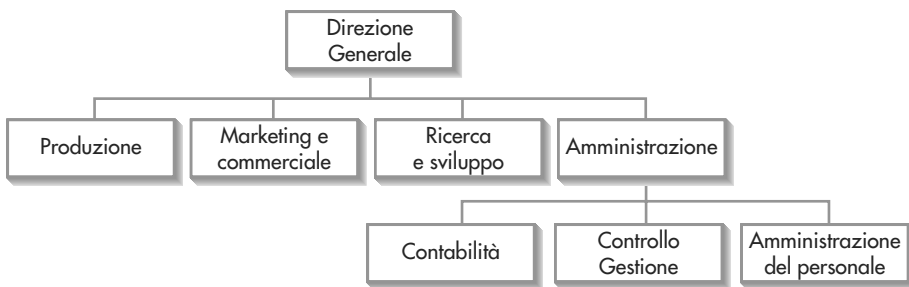 Direzione
Generale
Produzione
Marketing e
commerciale
Ricerca
e sviluppo
Amministrazione
Contabilità
Controllo
Gestione
Amministrazione
del personale